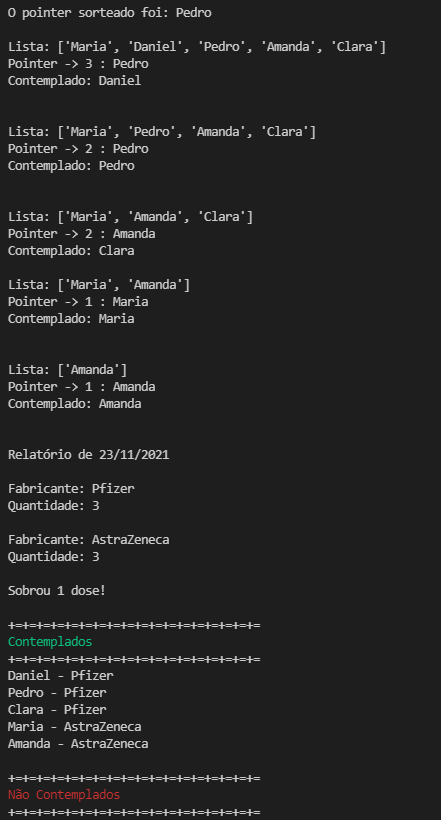 O pointer sorteado foi: Pedro
Lista: ['Maria', 'Daniel', 'Pedro', 'Amanda', 'Clara']
Pointer -> 3 : Pedro
Contemplado: Daniel
Lista: ['Maria', 'Pedro', 'Amanda', 'Clara']
Pointer -> 2 : Pedro
Contemplado: Pedro
Lista: ['Maria', 'Amanda', 'Clara']
Pointer -> 2 : Amanda
Contemplado: Clara
Lista: ['Maria', 'Amanda']
Pointer -> 1 : Maria
Contemplado: Maria
Lista: ['Amanda']
Pointer -> 1 : Amanda
Contemplado: Amanda
Relatório de 23/11/2021
Fabricante: Pfizer
Quantidade: 3
Fabricante: AstraZeneca
Quantidade: 3
Sobrou 1 dose!
+=+=+=+=+=+=+=+=+=+=+=+=+=+=+=+=+=+=
Contemplados
+=+=+=+=+=+=+=+=+=+=+=+=+=+=+=+=+=+=
Daniel - Pfizer
Pedro - Pfizer
Clara - Pfizer
Maria - AstraZeneca
Amanda - AstraZeneca
+=+=+=+=+=+=+=+=+=+=+=+=+=+=+=+=+=+=
Não Contemplados
+=+=+=+=+=+=+=+=+=+=+=+=+=+=+=+=+=+=